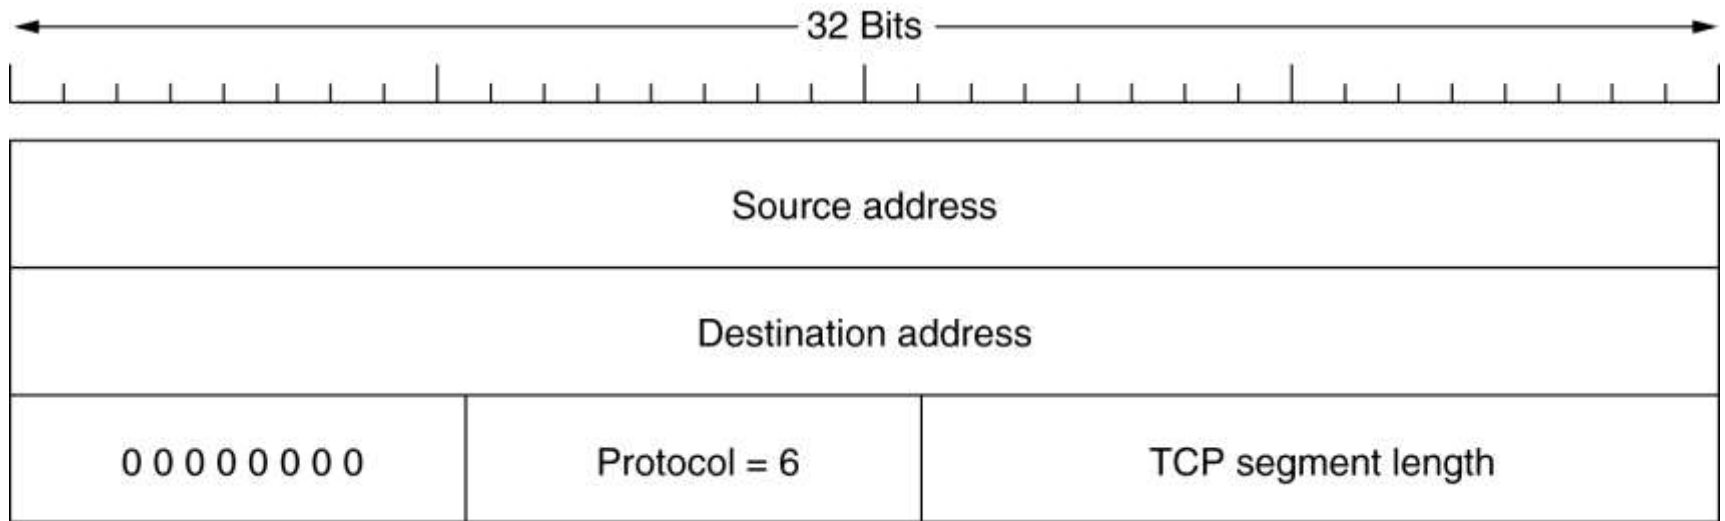 32 Bits
Source address
Destination address
0 0 0 0 0 0 0 0 Protocol = 6 TCP segment length